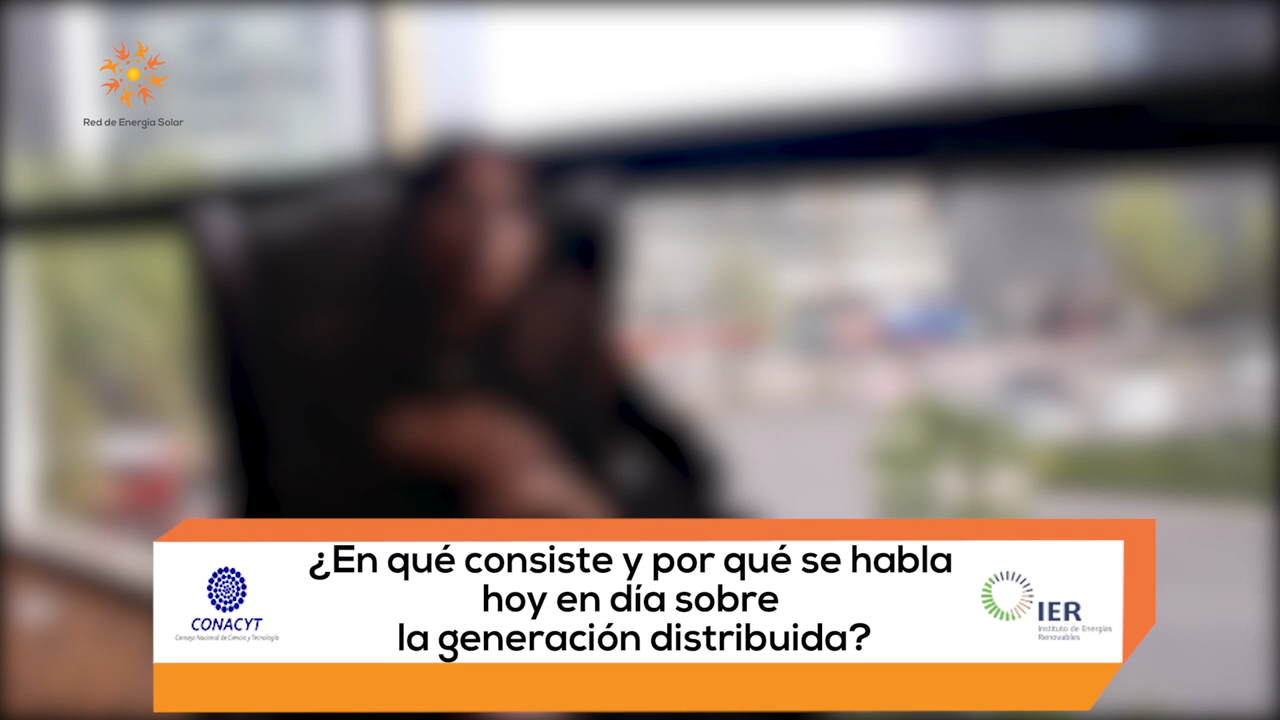 Red de Energía Solar
¿En qué consiste y por qué se habla
hoy en día sobre
la generación distribuida?
CONACYT
Consejo Nacional de Ciencia y Tecnología
IER
Instituto de Energías
Renovables